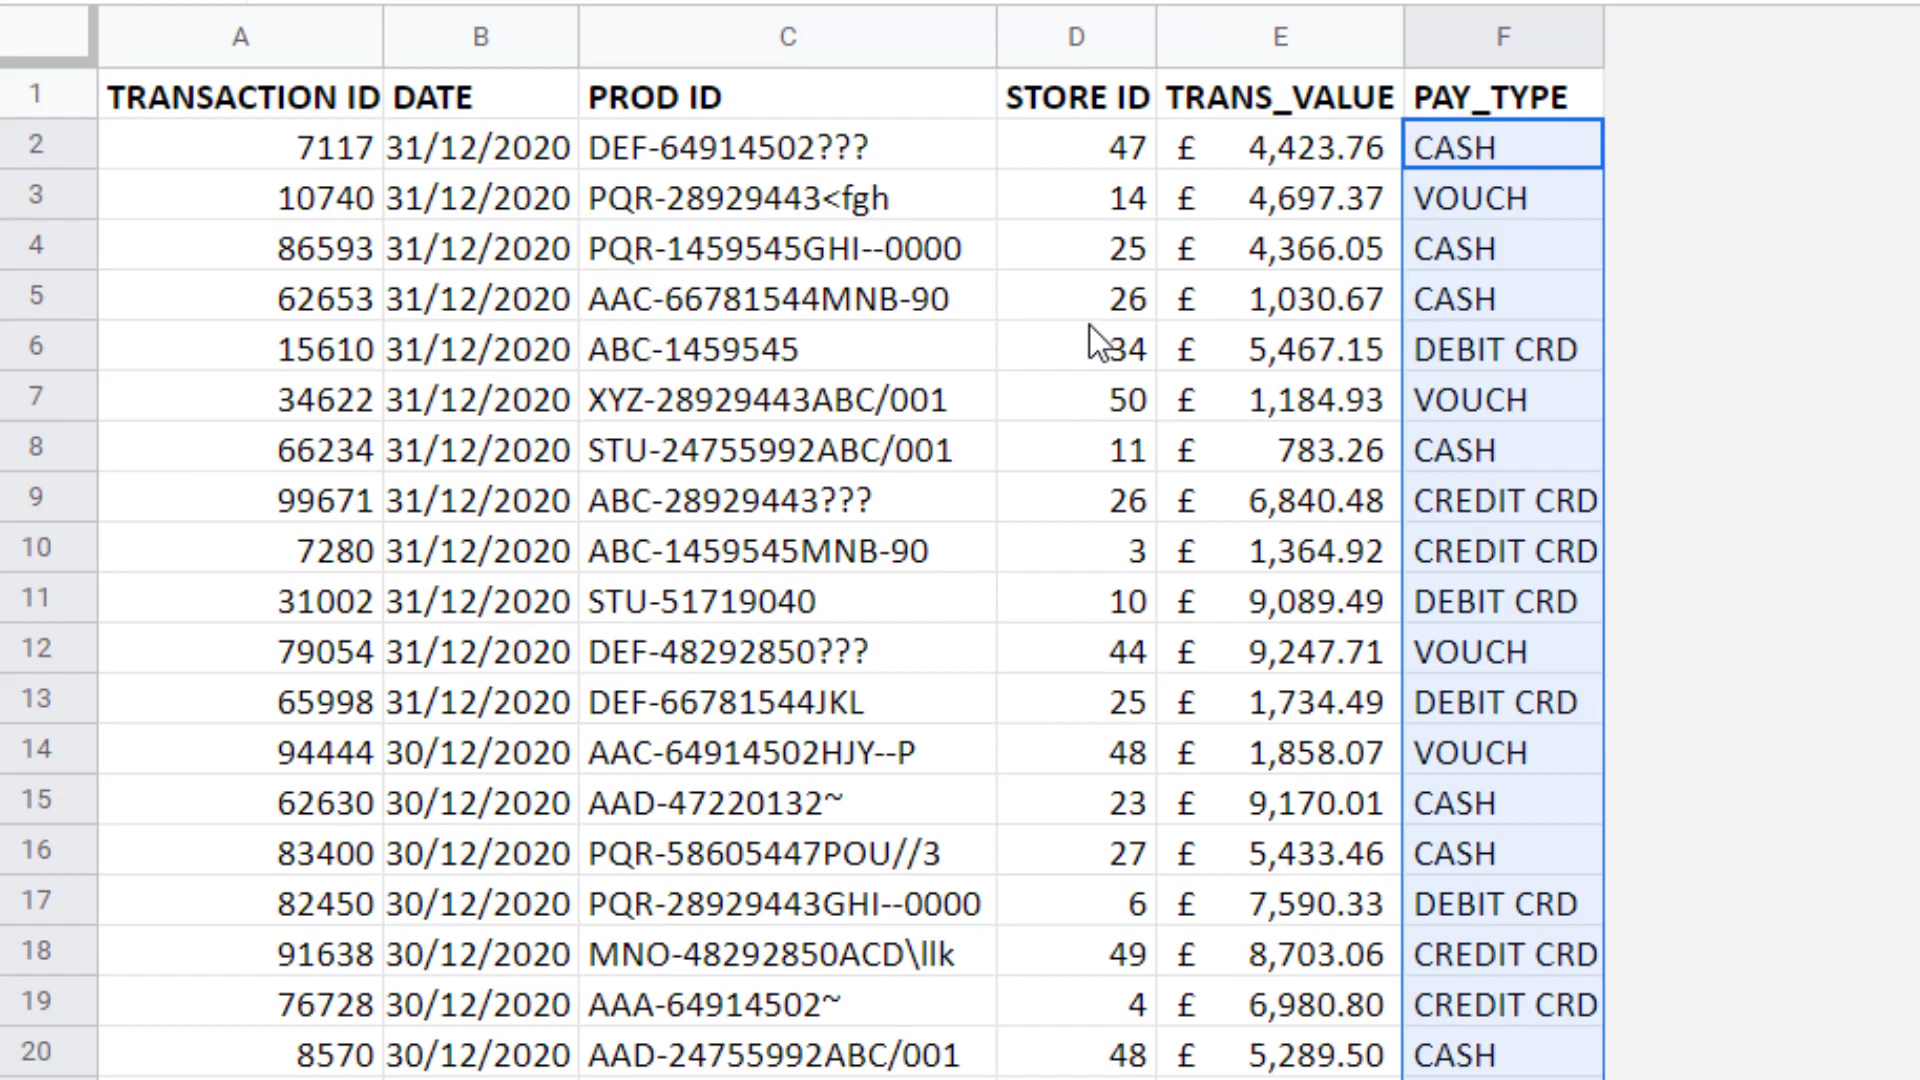 A B C D E F
1 TRANSACTION ID DATE PROD ID STORE ID TRANS_VALUE PAY_TYPE
2 7117 31/12/2020 DEF-64914502??? 47 £ 4,423.76 CASH
3 10740 31/12/2020 PQR-28929443<fgh 14 £ 4,697.37 VOUCH
4 86593 31/12/2020 PQR-1459545GHI--0000 25 £ 4,366.05 CASH
5 62653 31/12/2020 AAC-66781544MNB-90 26 £ 1,030.67 CASH
6 15610 31/12/2020 ABC-1459545 34 £ 5,467.15 DEBIT CRD
7 34622 31/12/2020 XYZ-28929443ABC/001 50 £ 1,184.93 VOUCH
8 66234 31/12/2020 STU-24755992ABC/001 11 £ 783.26 CASH
9 99671 31/12/2020 ABC-28929443??? 26 £ 6,840.48 CREDIT CRD
10 7280 31/12/2020 ABC-1459545MNB-90 3 £ 1,364.92 CREDIT CRD
11 31002 31/12/2020 STU-51719040 10 £ 9,089.49 DEBIT CRD
12 79054 31/12/2020 DEF-48292850??? 44 £ 9,247.71 VOUCH
13 65998 31/12/2020 DEF-66781544JKL 25 £ 1,734.49 DEBIT CRD
14 94444 30/12/2020 AAC-64914502HJY--P 48 £ 1,858.07 VOUCH
15 62630 30/12/2020 AAD-47220132~ 23 £ 9,170.01 CASH
16 83400 30/12/2020 PQR-58605447POU//3 27 £ 5,433.46 CASH
17 82450 30/12/2020 PQR-28929443GHI--0000 6 £ 7,590.33 DEBIT CRD
18 91638 30/12/2020 MNO-48292850ACD\llk 49 £ 8,703.06 CREDIT CRD
19 76728 30/12/2020 AAA-64914502~ 4 £ 6,980.80 CREDIT CRD
20 8570 30/12/2020 AAD-24755992ABC/001 48 £ 5,289.50 CASH